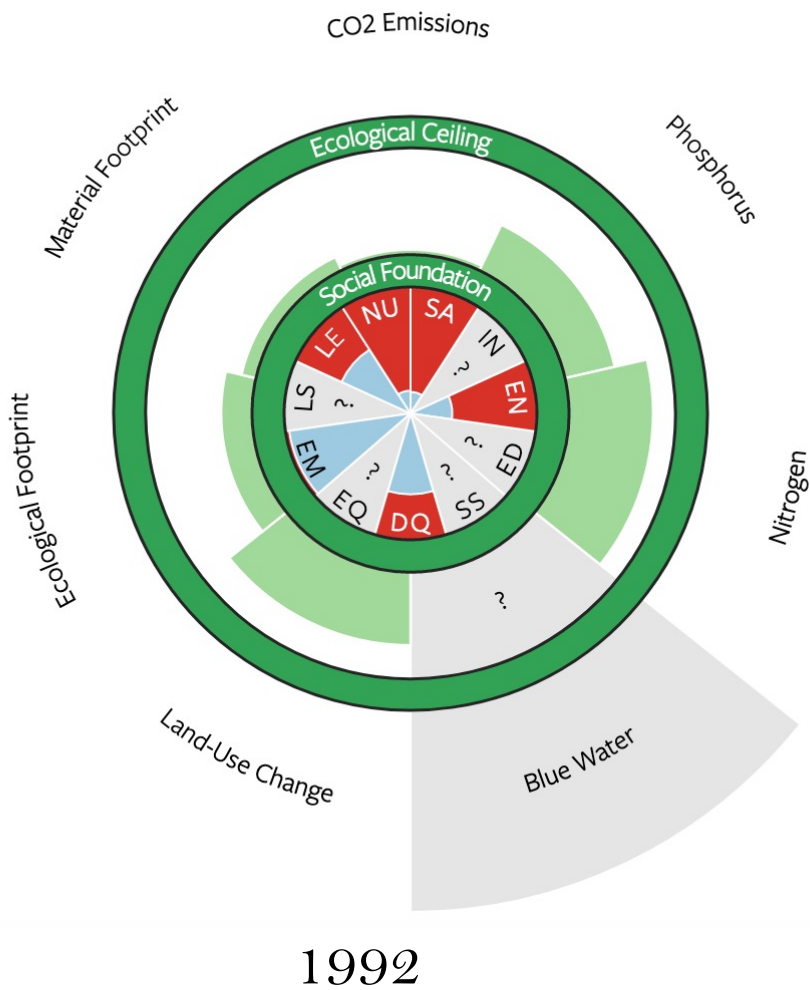 CO2 Emissions
Material Footprint
Phosphorus
Ecological Ceiling
Social Foundation
NU
SA
LE
IN
?
LS
?
EN
EM
?
ED
?
?
EQ
DQ
SS
Ecological Footprint
Nitrogen
?
Land-Use Change
Blue Water
1992